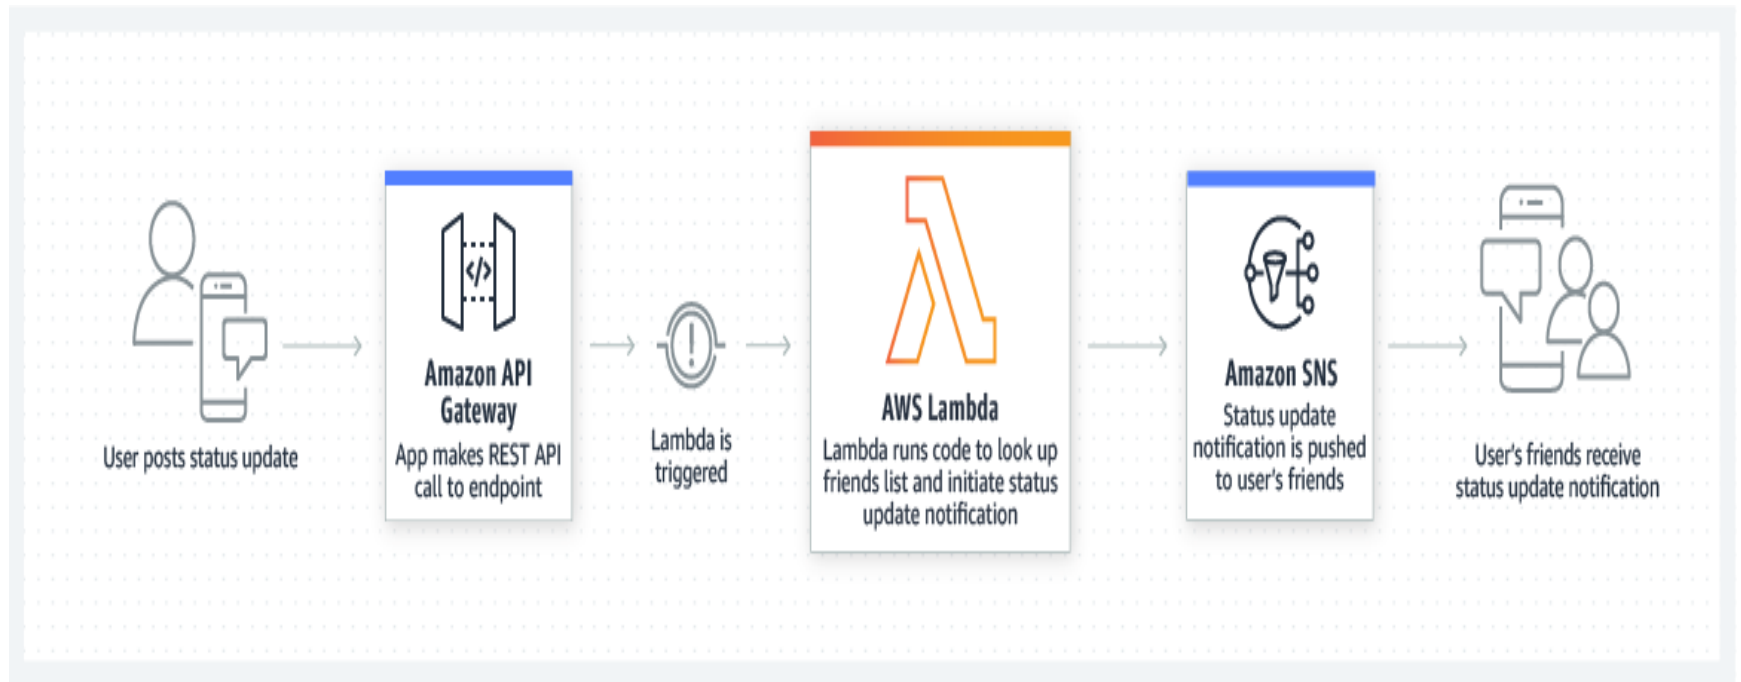 User posts status update
Amazon API
Gateway
App makes REST API
call to endpoint
Lambda is
triggered
AWS Lambda
Lambda runs code to look up
friends list and initiate status
update notification
Amazon SNS
Status update
notification is pushed
to user's friends
User's friends receive
status update notification